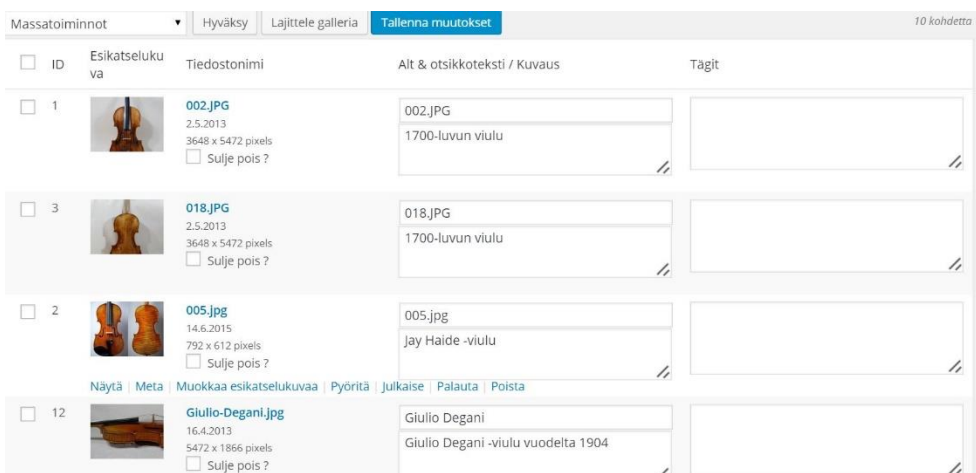 Massatoiminnot Hyväksy Lajittele galleria Tallenna muutokset 10 kohdetta
ID Esikatseluku Tiedostonimi Alt & otsikkoteksti / Kuvaus Tägit
va
1 002.JPG 002.JPG
2.5.2013
3648 x 5472 pixels 1700-luvun viulu
Sulje pois ?
3 018.JPG 018.JPG
2.5.2013
3648 x 5472 pixels 1700-luvun viulu
Sulje pois ?
2 005.jpg 005.jpg
14.6.2015
792 x 612 pixels Jay Haide -viulu
Sulje pois ?
Näytä | Meta | Muokkaa esikatselukuvaa | Pyöritä | Julkaise | Palauta | Poista
12 Giulio-Degani.jpg Giulio Degani
16.4.2013
5472 x 1866 pixels Giulio Degani -viulu vuodelta 1904
Sulje pois ?